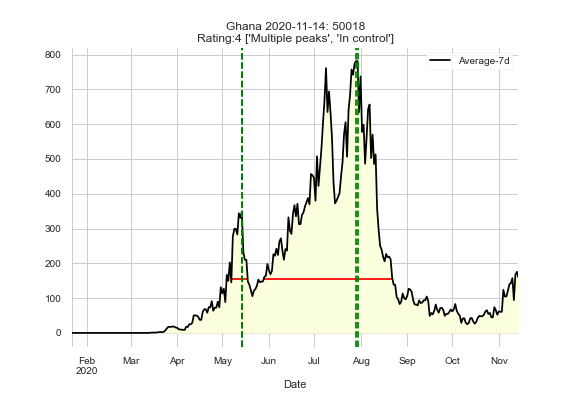 Ghana 2020-11-14: 50018
Rating:4 ['Multiple peaks', 'In control']
Average-7d
800
700
600
500
400
300
200
100
0
Feb Mar Apr May Jun Jul Aug Sep Oct Nov
2020
Date